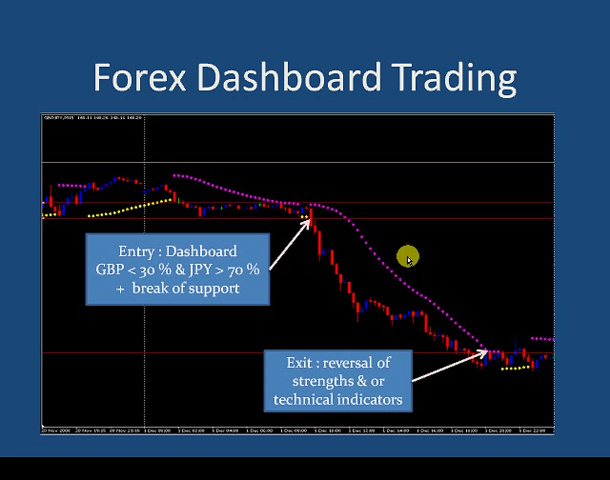 Forex Dashboard Trading
Entry : Dashboard
GBP < 30 % & JPY > 70 %
+ break of support
Exit : reversal of
strengths & or
technical indicators